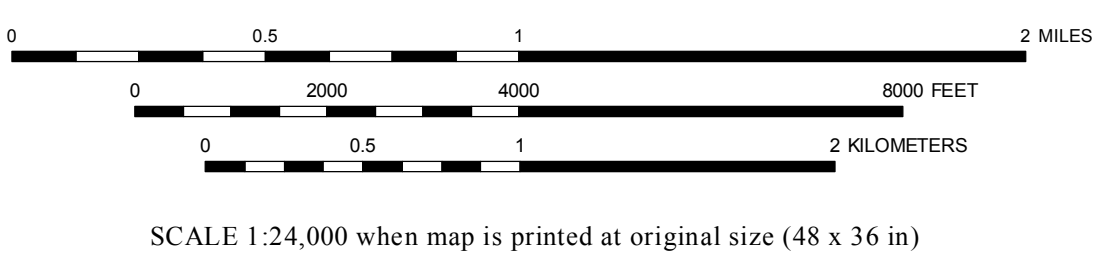 0 0.5 1 2 MILES
0 2000 4000 8000 FEET
0 0.5 1 2 KILOMETERS
SCALE 1:24,000 when map is printed at original size (48 x 36 in)